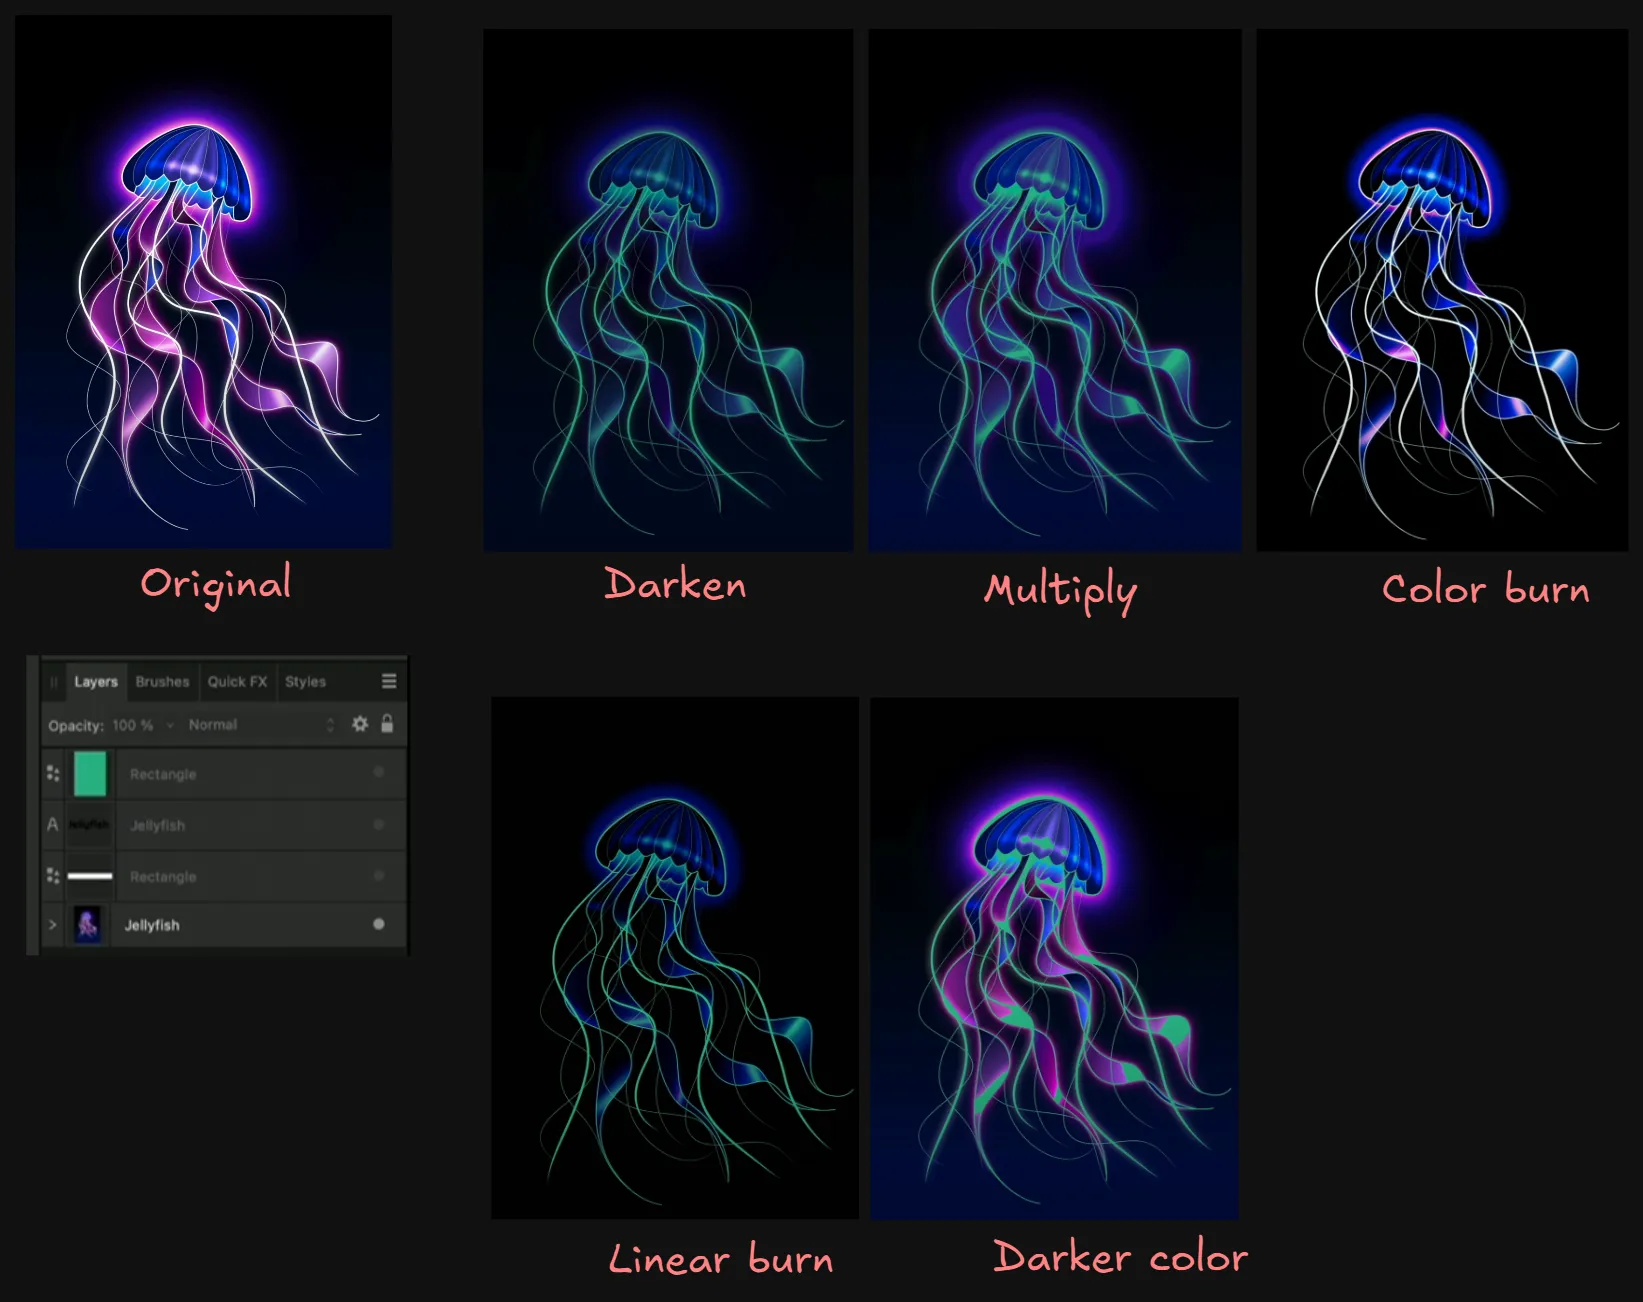 Original
Darken
Multiply
Color burn
Layers Brushes Quick FX Styles
Opacity: 100 % Normal
Rectangle
A Jellyfish Jellyfish
Rectangle
Jellyfish
Linear burn
Darker color